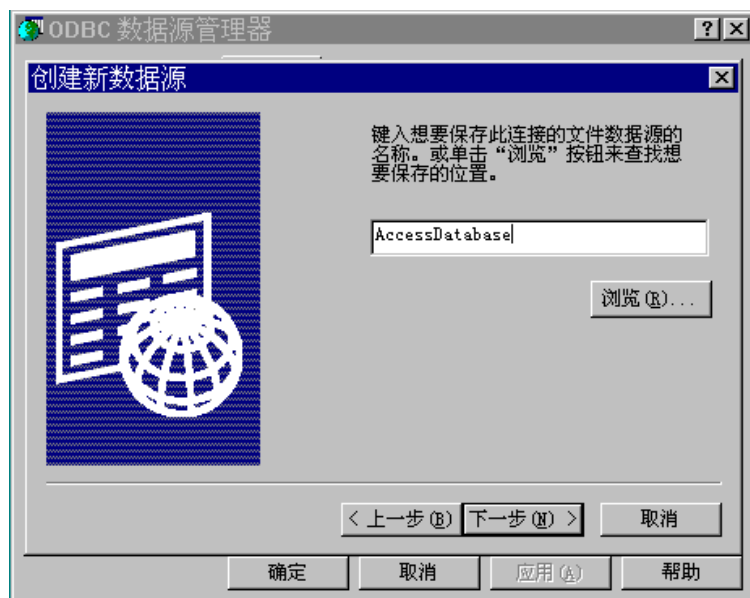 ODBC 数据源管理器
创建新数据源
键入想要保存此连接的文件数据源的
名称。或单击“浏览”按钮来查找想
要保存的位置。
AccessDatabase
浏览(R)...
< 上一步(B) 下一步(N) > 取消
确定 取消 应用(A) 帮助